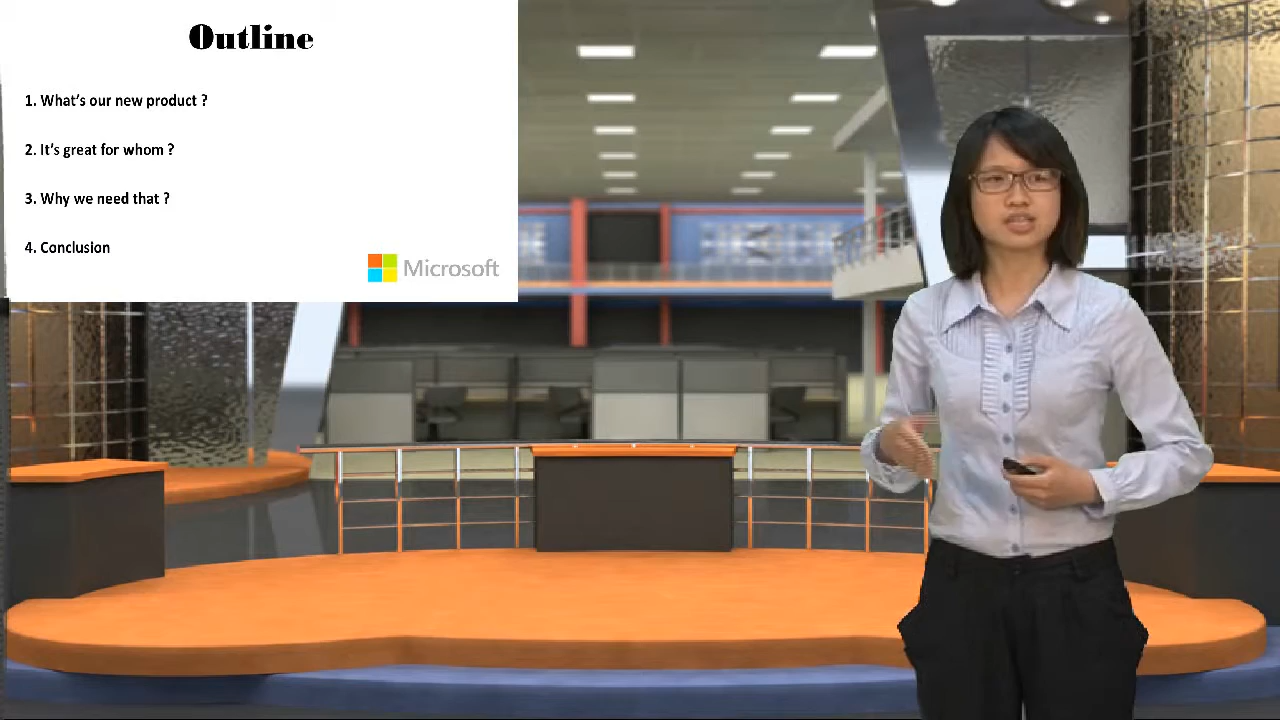 Outline
1. What's our new product ?
2. It's great for whom ?
3. Why we need that ?
4. Conclusion
Microsoft